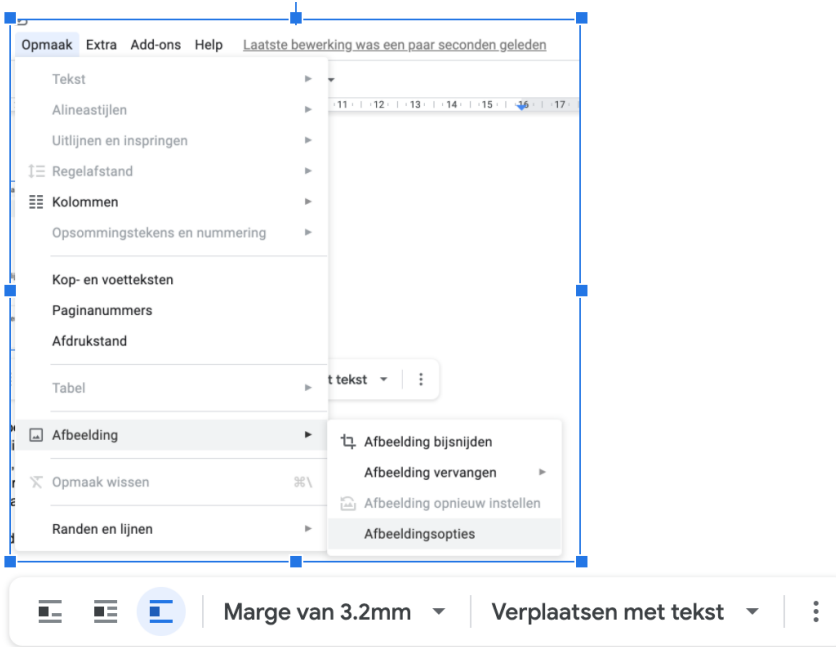 Opmaak Extra Add-ons Help Laatste bewerking was een paar seconden geleden
Tekst
11 12 13 14 15 16 17
Alineastijlen
Uitlijnen en inspringen
Regelafstand
Kolommen
Opsommingstekens en nummering
Kop- en voetteksten
Paginanummers
Afdrukstand
t tekst
Tabel
Afbeelding
Afbeelding bijsnijden
Afbeelding vervangen
Opmaak wissen ⌘\
Afbeelding opnieuw instellen
Randen en lijnen
Afbeeldingsopties
Marge van 3.2mm Verplaatsen met tekst